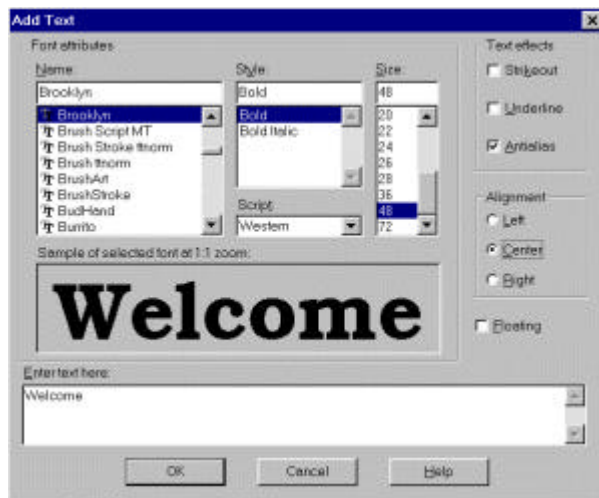 Add Text
Font attributes
Name:
Style:
Size:
Brooklyn
Bold
48
Brooklyn
Brush Script MT
Brush Stroke ttnorm
Brush ttnorm
BrushArt
BrushStroke
BudHand
Burrito
Bold
Bold Italic
20
22
24
26
28
36
48
72
Script:
Western
Sample of selected font at 1:1 zoom:
Welcome
Text effects
Strikeout
Underline
Antialias
Alignment
Left
Center
Right
Floating
Enter text here:
Welcome
OK
Cancel
Help